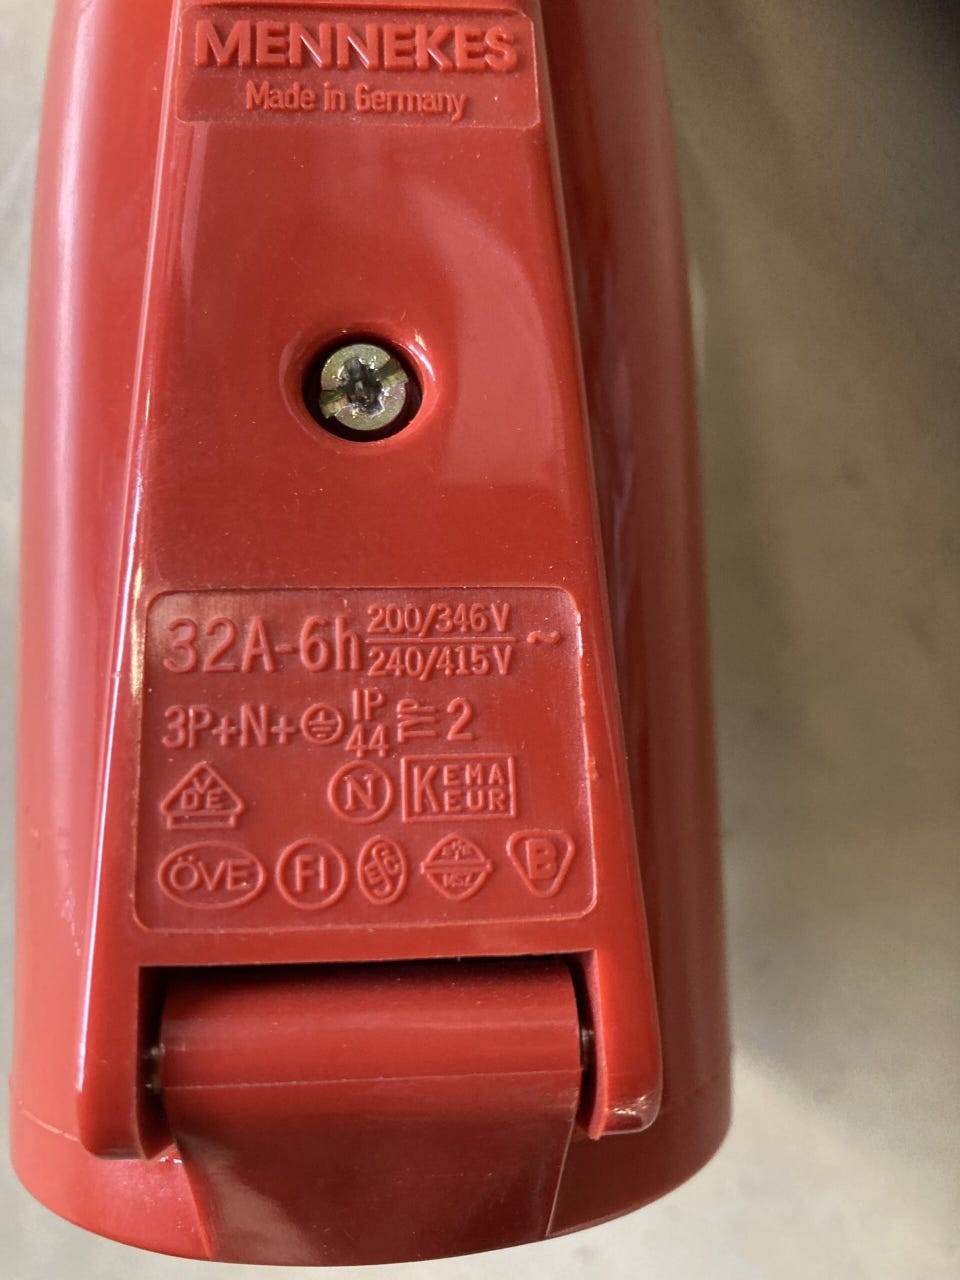 MENNEKES
Made in Germany
32A-6h 200/346V ~
240/415V
3P+N+⏚ IP 44 TYP 2
VDE N KEMA EUR
ÖVE FI B